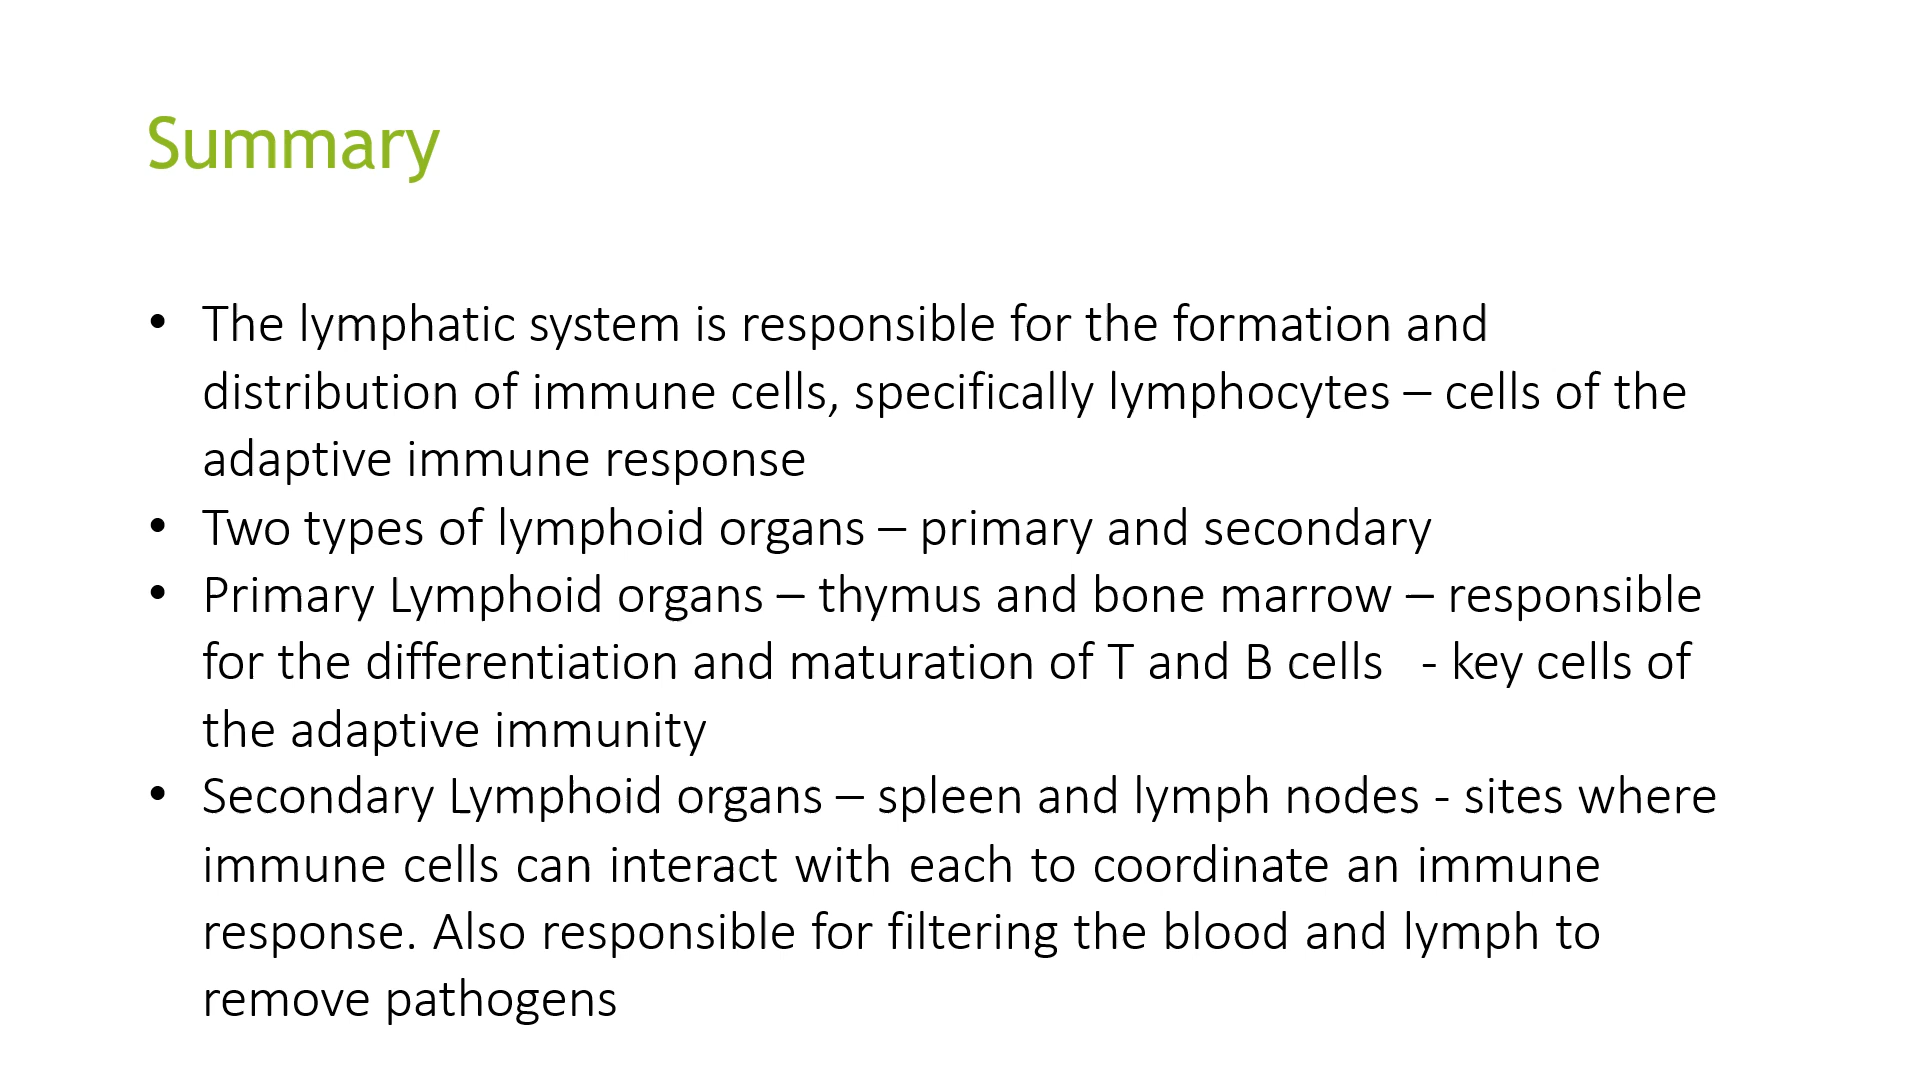 Summary
• The lymphatic system is responsible for the formation and
distribution of immune cells, specifically lymphocytes – cells of the
adaptive immune response
• Two types of lymphoid organs – primary and secondary
• Primary Lymphoid organs – thymus and bone marrow – responsible
for the differentiation and maturation of T and B cells   - key cells of
the adaptive immunity
• Secondary Lymphoid organs – spleen and lymph nodes - sites where
immune cells can interact with each to coordinate an immune
response. Also responsible for filtering the blood and lymph to
remove pathogens